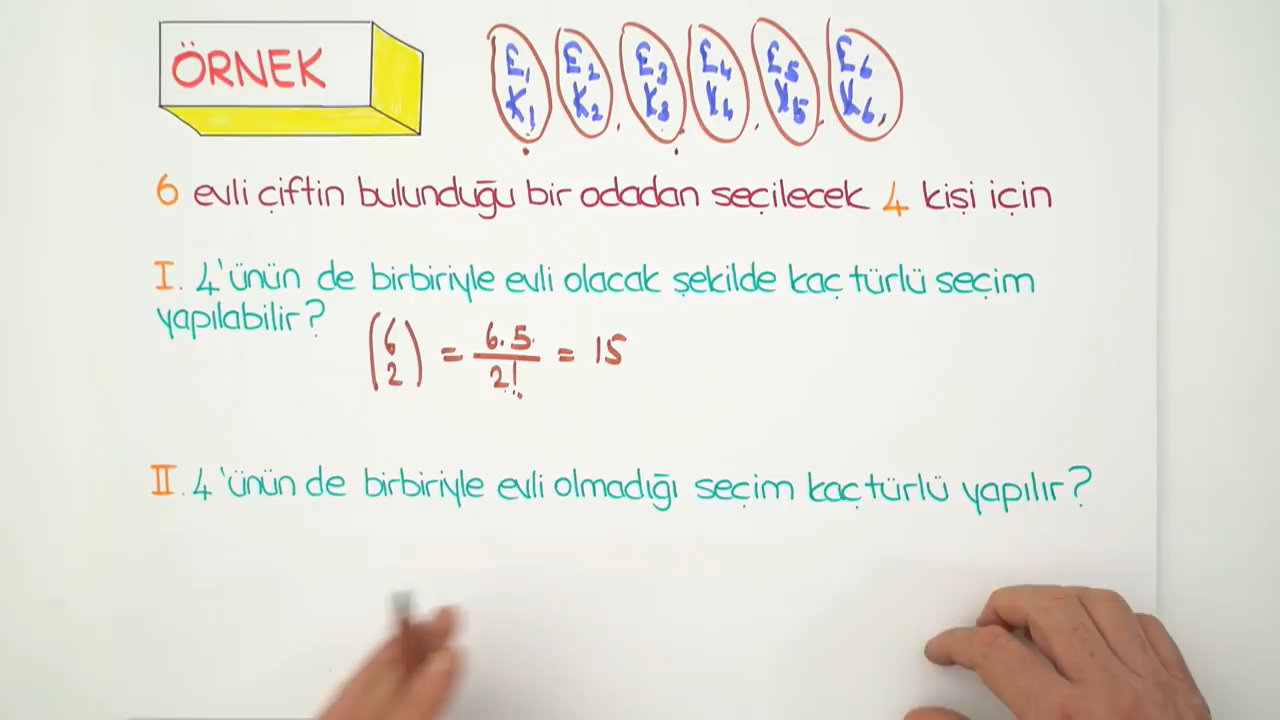 ÖRNEK
E₁ E₂ E₃ E₄ E₅ E₆
K₁ K₂ K₃ K₄ K₅ K₆
6 evli çiftin bulunduğu bir odadan seçilecek 4 kişi için
I. 4'ünün de birbiriyle evli olacak şekilde kaç türlü seçim
yapılabilir?
(6 2) = 6.5 / 2! = 15
II. 4'ünün de birbiriyle evli olmadığı seçim kaç türlü yapılır?